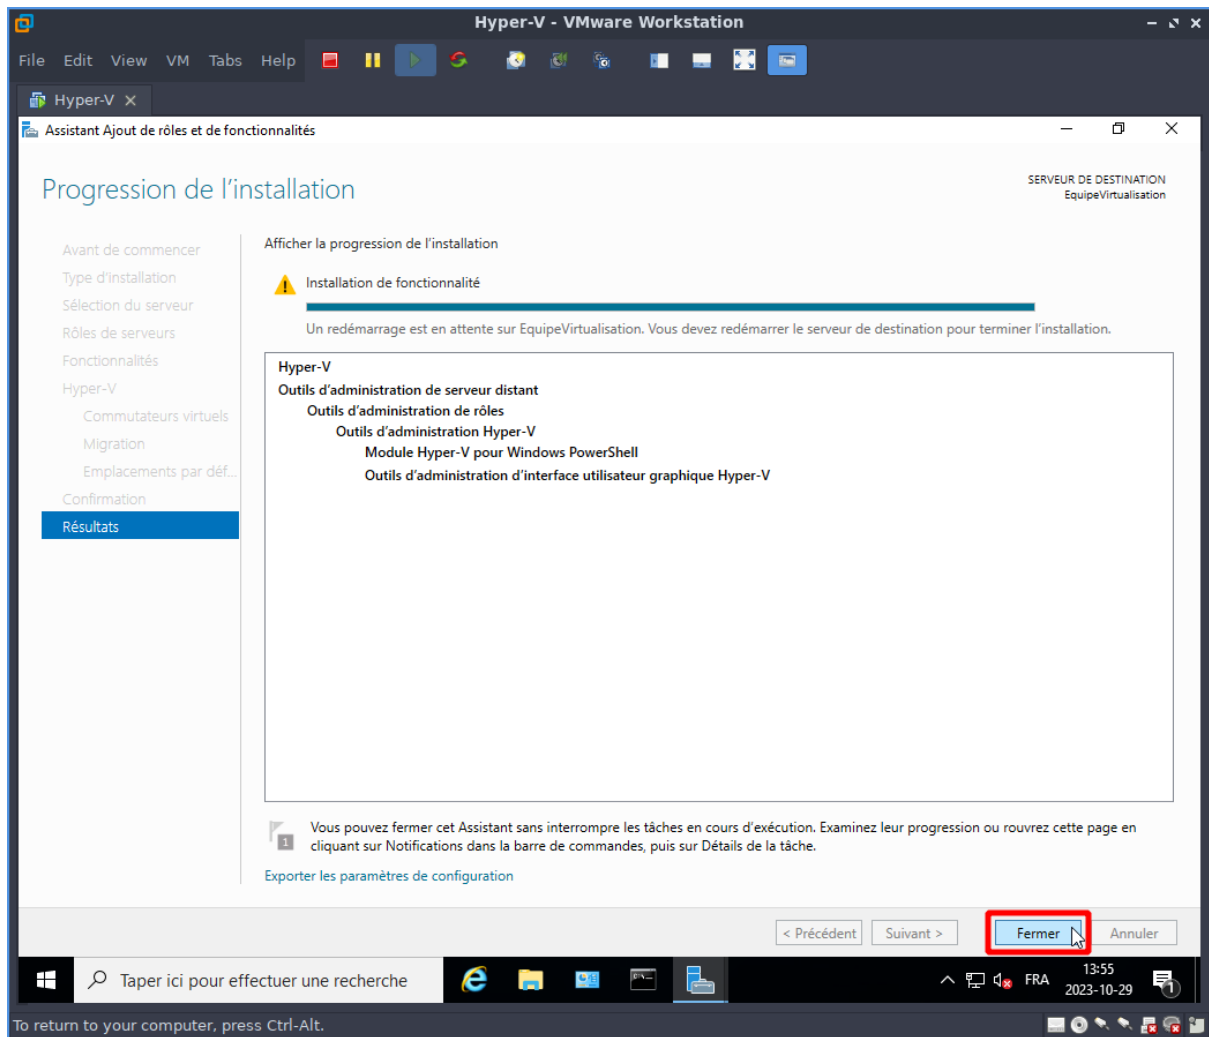 Hyper-V - VMware Workstation
File Edit View VM Tabs Help
Hyper-V
Assistant Ajout de rôles et de fonctionnalités
Progression de l'installation
SERVEUR DE DESTINATION
EquipeVirtualisation
Avant de commencer
Type d'installation
Sélection du serveur
Rôles de serveurs
Fonctionnalités
Hyper-V
Commutateurs virtuels
Migration
Emplacements par déf...
Confirmation
Résultats
Afficher la progression de l'installation
Installation de fonctionnalité
Un redémarrage est en attente sur EquipeVirtualisation. Vous devez redémarrer le serveur de destination pour terminer l'installation.
Hyper-V
Outils d'administration de serveur distant
Outils d'administration de rôles
Outils d'administration Hyper-V
Module Hyper-V pour Windows PowerShell
Outils d'administration d'interface utilisateur graphique Hyper-V
1
Vous pouvez fermer cet Assistant sans interrompre les tâches en cours d'exécution. Examinez leur progression ou rouvrez cette page en
cliquant sur Notifications dans la barre de commandes, puis sur Détails de la tâche.
Exporter les paramètres de configuration
< Précédent Suivant > Fermer Annuler
Taper ici pour effectuer une recherche
FRA
13:55
2023-10-29
1
To return to your computer, press Ctrl-Alt.